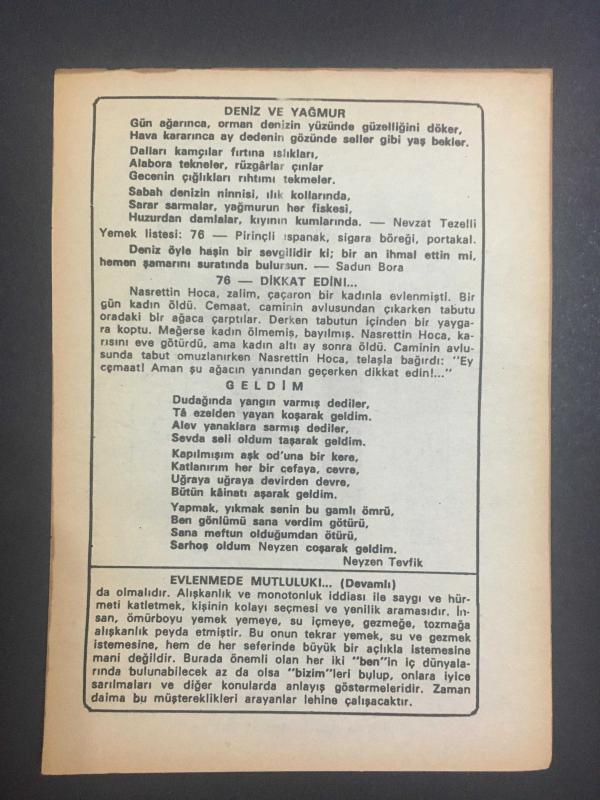 DENİZ VE YAĞMUR
Gün ağarınca, orman denizin yüzünde güzelliğini döker,
Hava kararınca ay dedenin gözünde seller gibi yaş bekler.
Dalları kamçılar fırtına ıslıkları,
Alabora tekneler, rüzgârlar çınlar
Gecenin çığlıkları rıhtımı tekmeler.
Sabah denizin ninnisi, ılık kollarında,
Sarar sarmalar, yağmurun her fiskesi,
Huzurdan damlalar, kıyının kumlarında. — Nevzat Tezelli
Yemek listesi: 76 — Pirinçli ıspanak, sigara böreği, portakal.
Deniz öyle haşin bir sevgilidir ki; bir an ihmal ettin mi,
hemen şamarını suratında bulursun. — Sadun Bora
76 — DİKKAT EDİNI...
Nasrettin Hoca, zalim, çaçaron bir kadınla evlenmişti. Bir
gün kadın öldü. Cemaat, caminin avlusundan çıkarken tabutu
oradaki bir ağaca çarptılar. Derken tabutun içinden bir yayga-
ra koptu. Meğerse kadın ölmemiş, bayılmış. Nasrettin Hoca, ka-
rısını eve götürdü, ama kadın altı ay sonra öldü. Caminin avlu-
sunda tabut omuzlanırken Nasrettin Hoca, telaşla bağırdı: "Ey
cemaat! Aman şu ağacın yanından geçerken dikkat edin!..."
GELDİM
Dudağında yangın varmış dediler,
Tâ ezelden yayan koşarak geldim.
Alev yanaklara sarmış dediler,
Sevda seli oldum taşarak geldim.
Kapılmışım aşk od'una bir kere,
Katlanırım her bir cefaya, cevre,
Uğraya uğraya devirden devre,
Bütün kâinatı aşarak geldim.
Yapmak, yıkmak senin bu gamlı ömrü,
Ben gönlümü sana verdim götürü,
Sana meftun olduğumdan ötürü,
Sarhoş oldum Neyzen coşarak geldim.
Neyzen Tevfik
EVLENMEDE MUTLULUKI... (Devamlı)
da olmalıdır. Alışkanlık ve monotonluk iddiası ile saygı ve hür-
meti katletmek, kişinin kolayı seçmesi ve yenilik aramasıdır. İn-
san, ömürboyu yemek yemeye, su içmeye, gezmeğe, tozmağa
alışkanlık peyda etmiştir. Bu onun tekrar yemek, su ve gezmek
istemesine, hem de her seferinde büyük bir açlıkla istemesine
mani değildir. Burada önemli olan her iki "ben"in iç dünyala-
rında bulunabilecek az da olsa "bizim"leri bulup, onlara iyice
sarılmaları ve diğer konularda anlayış göstermeleridir. Zaman
daima bu müştereklikleri arayanlar lehine çalışacaktır.